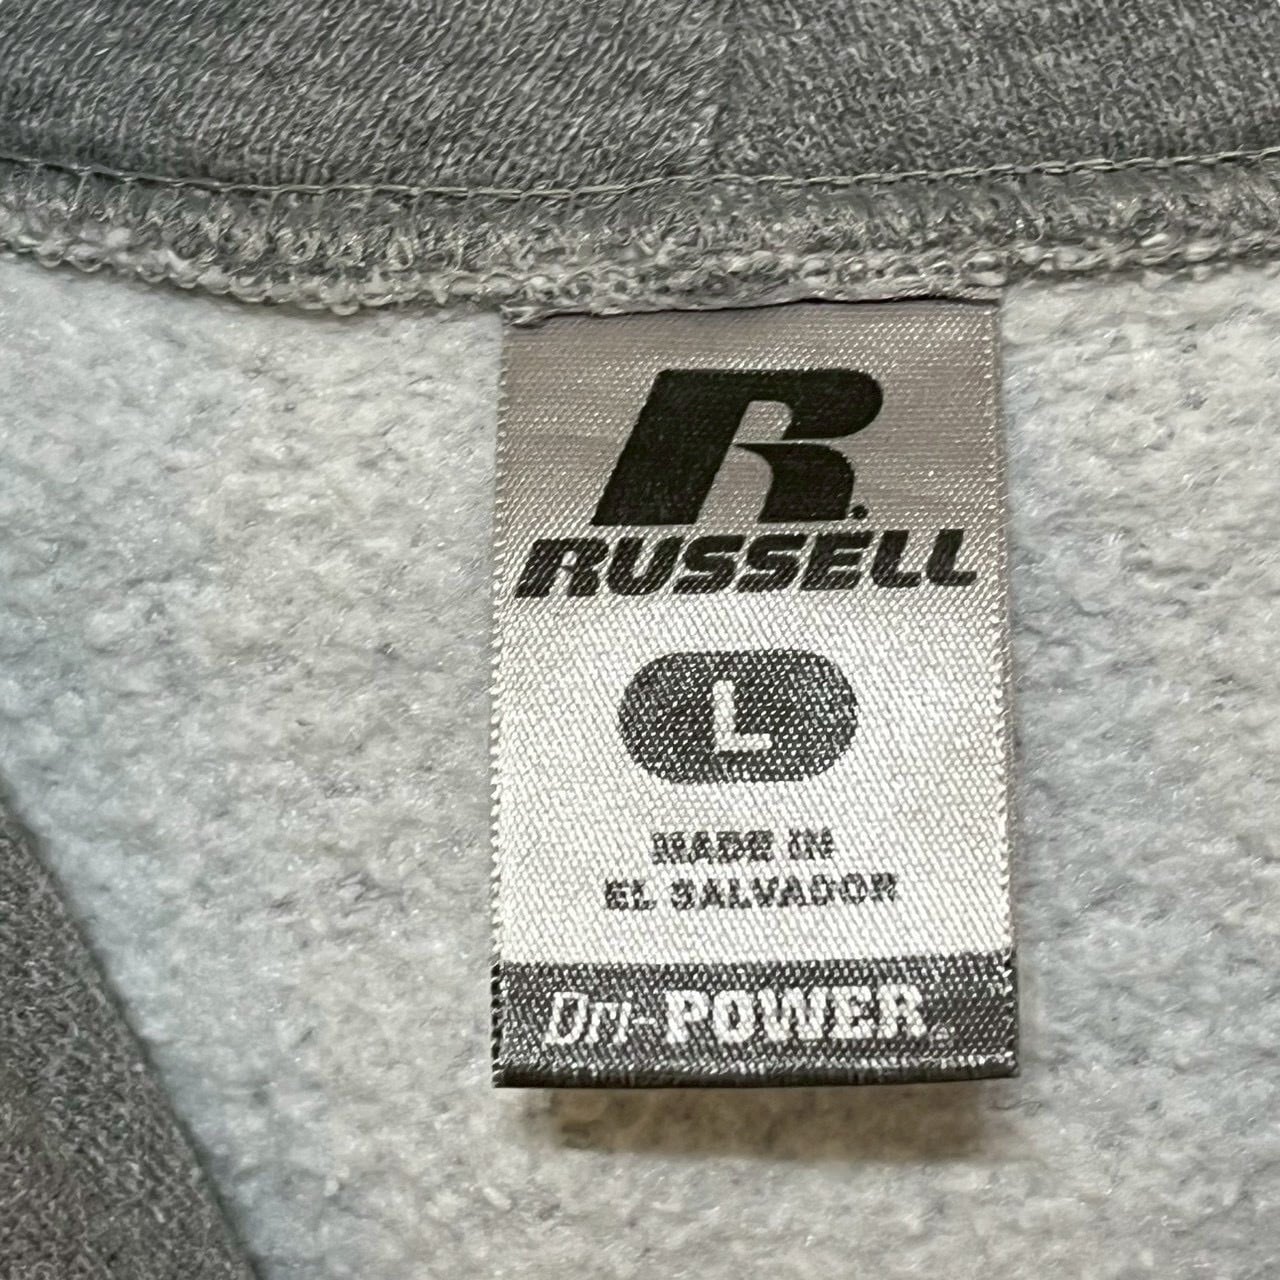 R.
RUSSELL
L
MADE IN
EL SALVADOR
Dri-POWER®